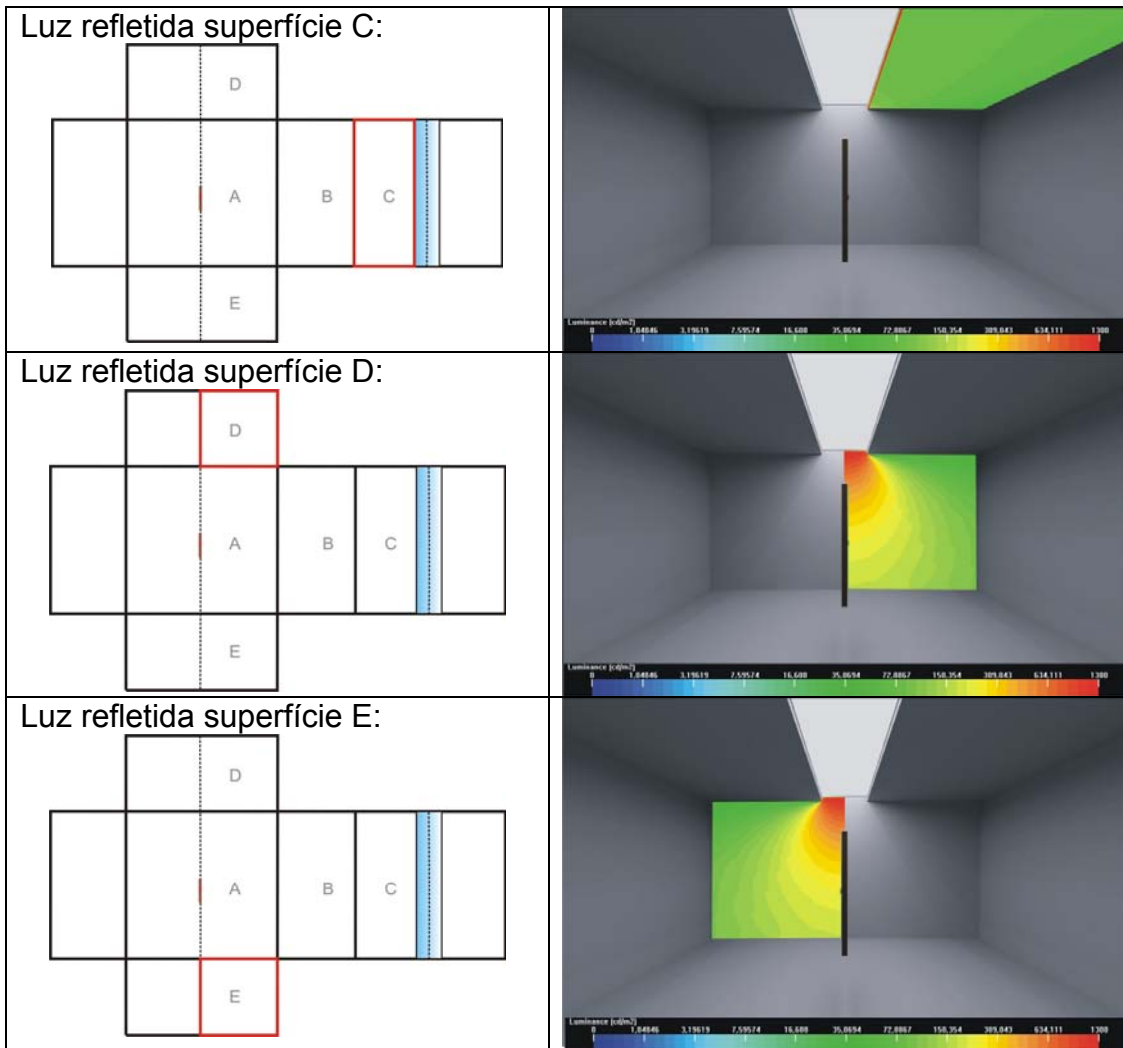 Luz refletida superfície C:
D
A
B
C
E
Luminance (cd/m2)
0 1,04846 3,19619 7,59574 16,608 35,0694 72,8867 150,354 309,043 634,111 1300
Luz refletida superfície D:
D
A
B
C
E
Luminance (cd/m2)
0 1,04846 3,19619 7,59574 16,608 35,0694 72,8867 150,354 309,043 634,111 1300
Luz refletida superfície E:
D
A
B
C
E
Luminance (cd/m2)
0 1,04846 3,19619 7,59574 16,608 35,0694 72,8867 150,354 309,043 634,111 1300